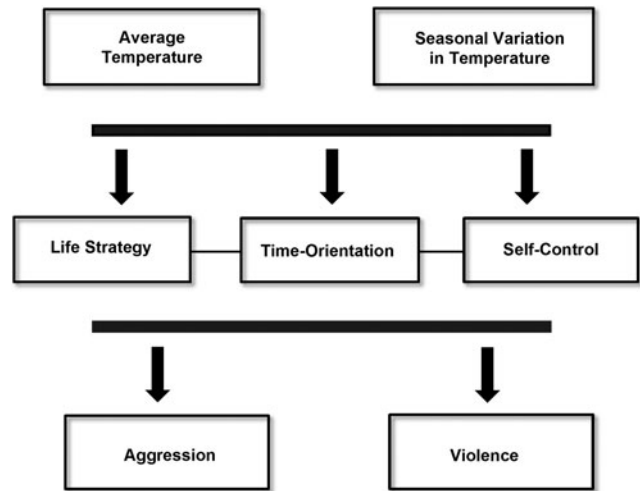 Average
Temperature
Seasonal Variation
in Temperature
Life Strategy
Time-Orientation
Self-Control
Aggression
Violence